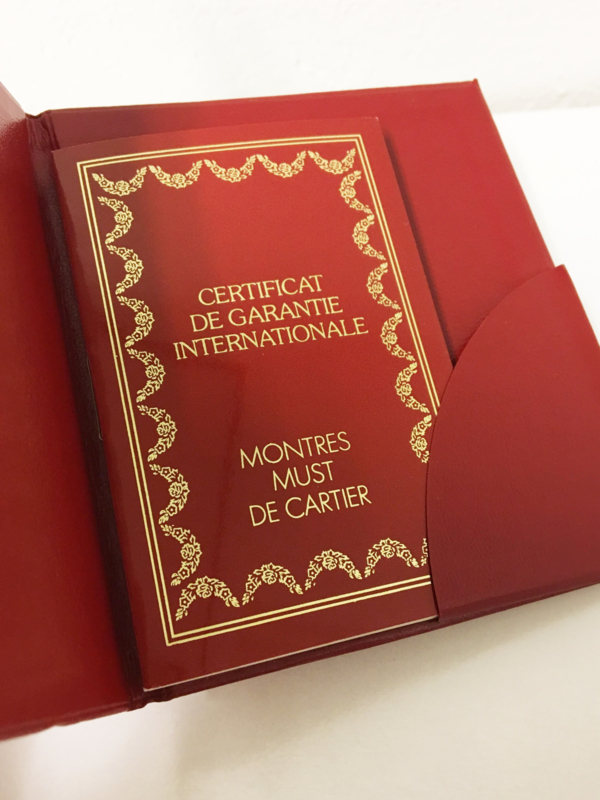 CERTIFICAT
DE GARANTIE
INTERNATIONALE
MONTRES
MUST
DE CARTIER